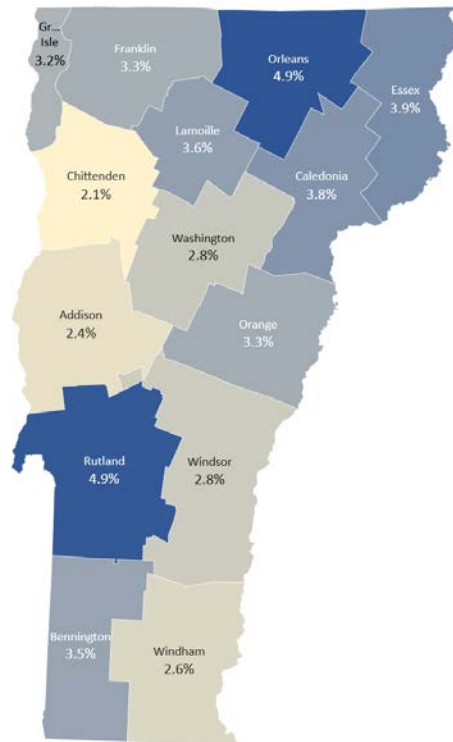 Gr...
Isle
3.2%
Franklin
3.3%
Orleans
4.9%
Essex
3.9%
Lamoille
3.6%
Caledonia
3.8%
Chittenden
2.1%
Washington
2.8%
Addison
2.4%
Orange
3.3%
Rutland
4.9%
Windsor
2.8%
Bennington
3.5%
Windham
2.6%